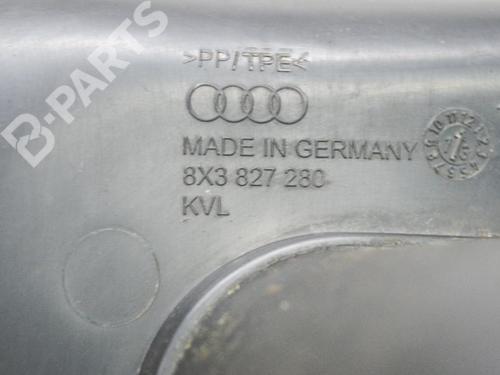 B-PARTS
>PP/TPE<
MADE IN GERMANY
8X3 827 280
KVL